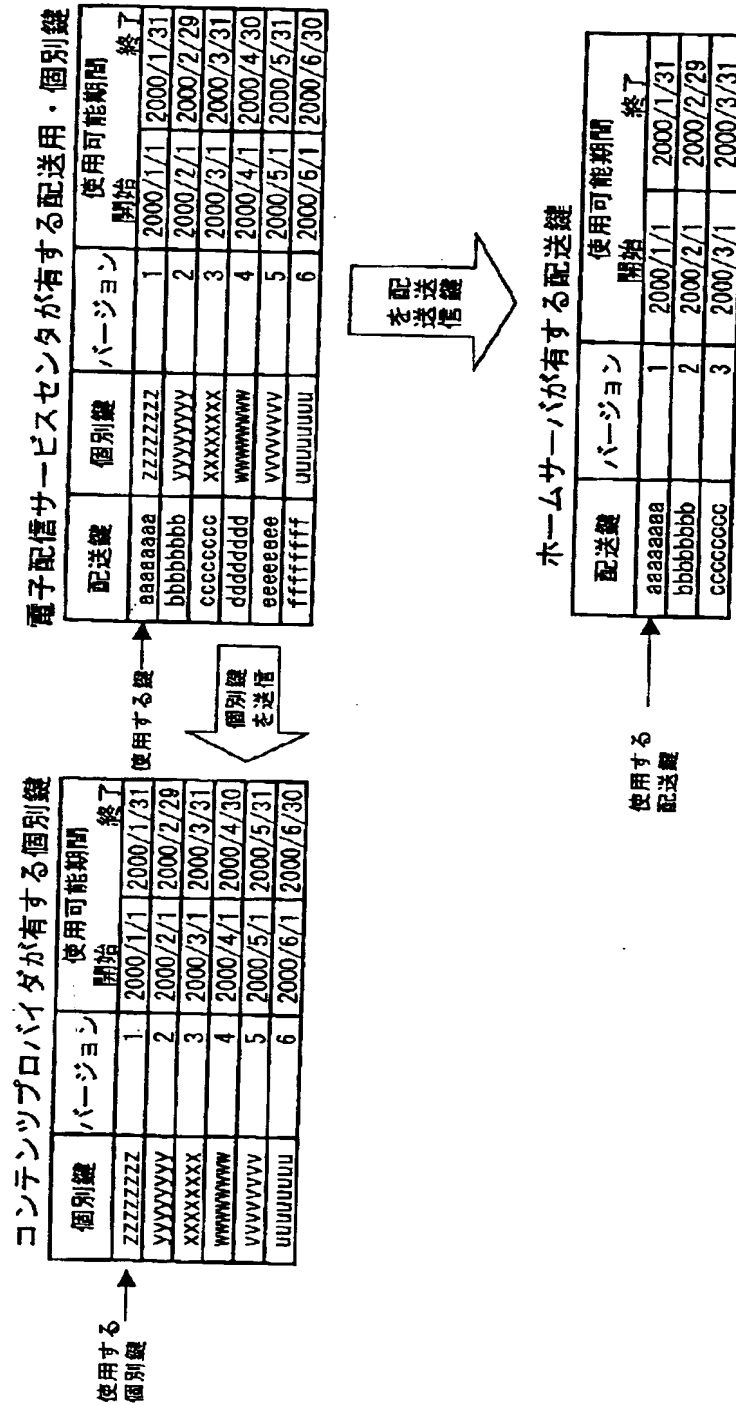 電子配信サービスセンタが有する配送用・個別鍵
配送鍵 個別鍵 バージョン 使用可能期間
開始 終了
aaaaaaaa zzzzzzzz 1 2000/1/1 2000/1/31
bbbbbbbb yyyyyyyy 2 2000/2/1 2000/2/29
cccccccc xxxxxxxx 3 2000/3/1 2000/3/31
dddddddd wwwwwwww 4 2000/4/1 2000/4/30
eeeeeeee vvvvvvvv 5 2000/5/1 2000/5/31
ffffffff uuuuuuuu 6 2000/6/1 2000/6/30
使用する鍵
個別鍵
を送信
配送鍵
を送信
コンテンツプロバイダが有する個別鍵
個別鍵 バージョン 使用可能期間
開始 終了
zzzzzzzz 1 2000/1/1 2000/1/31
yyyyyyyy 2 2000/2/1 2000/2/29
xxxxxxxx 3 2000/3/1 2000/3/31
wwwwwwww 4 2000/4/1 2000/4/30
vvvvvvvv 5 2000/5/1 2000/5/31
uuuuuuuu 6 2000/6/1 2000/6/30
使用する
個別鍵
ホームサーバが有する配送鍵
配送鍵 バージョン 使用可能期間
開始 終了
aaaaaaaa 1 2000/1/1 2000/1/31
bbbbbbbb 2 2000/2/1 2000/2/29
cccccccc 3 2000/3/1 2000/3/31
使用する
配送鍵